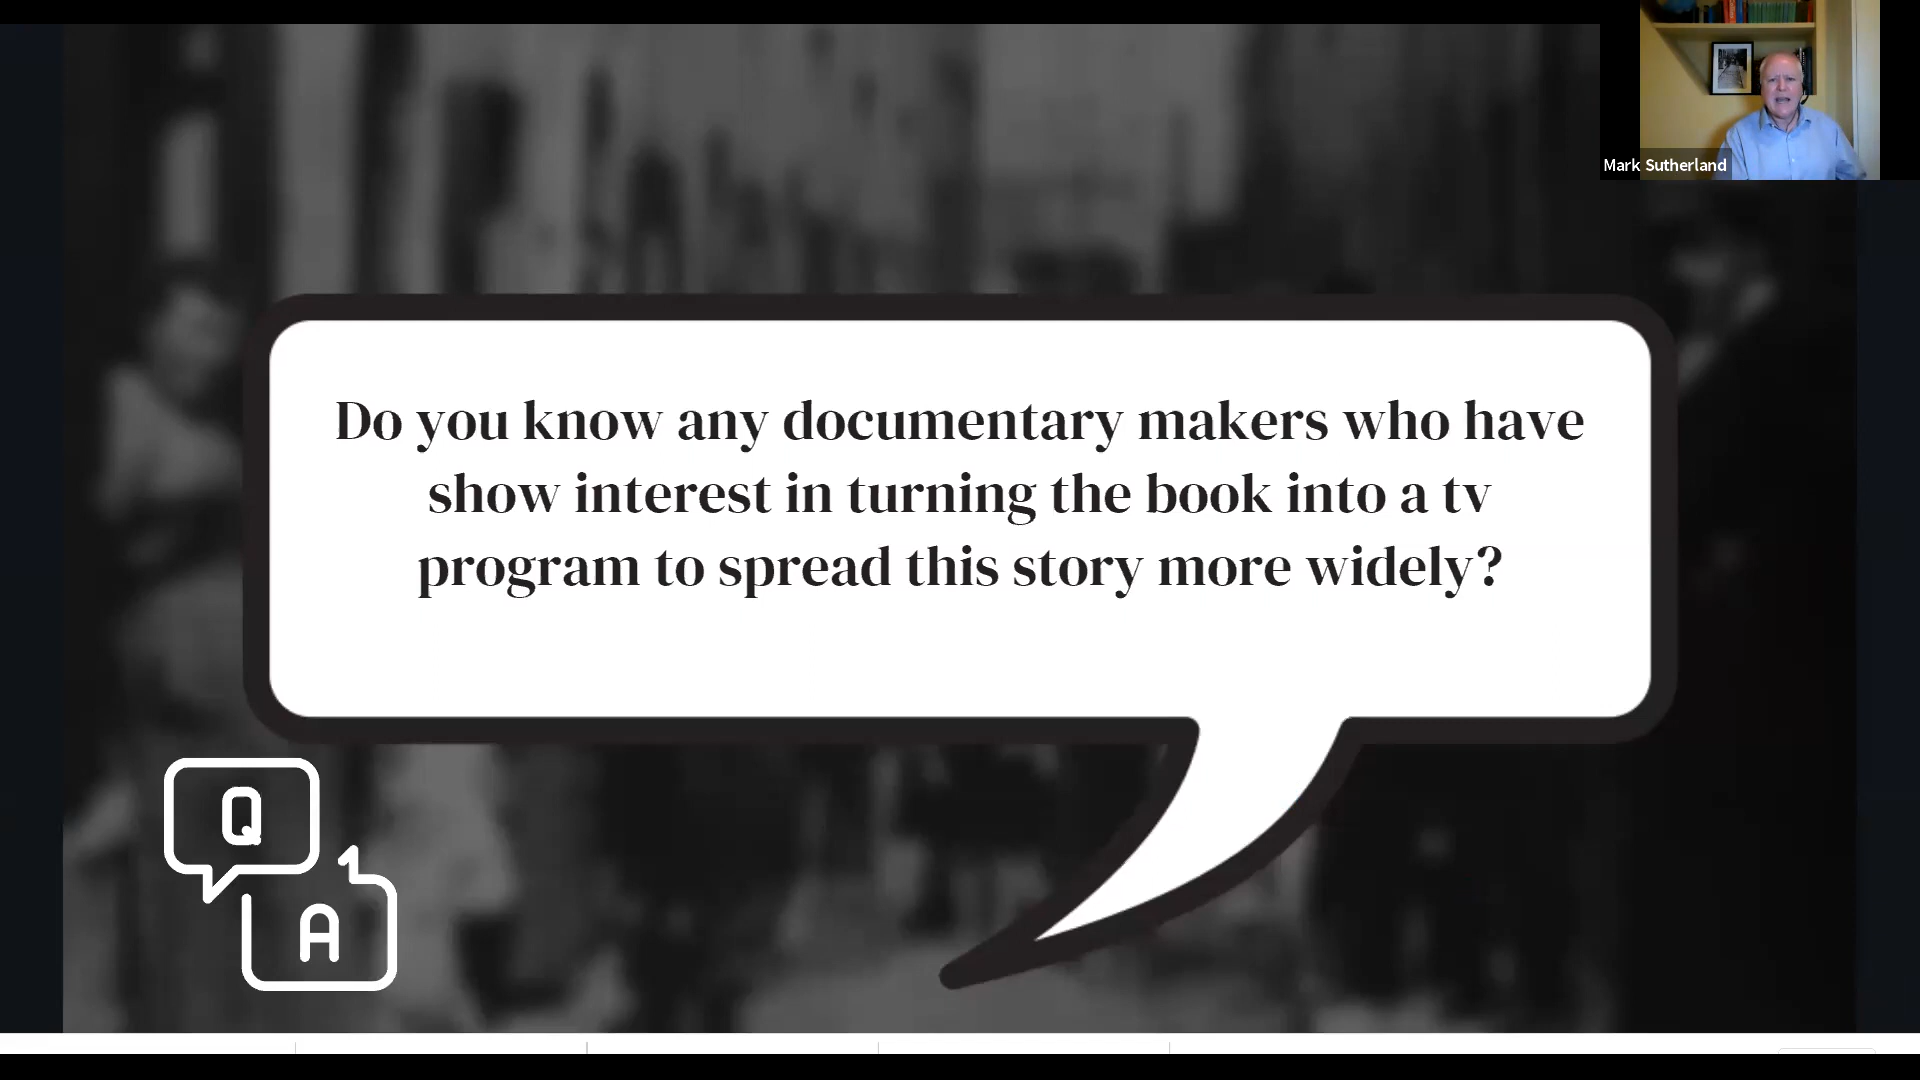 Mark Sutherland
Do you know any documentary makers who have
show interest in turning the book into a tv
program to spread this story more widely?
Q
A